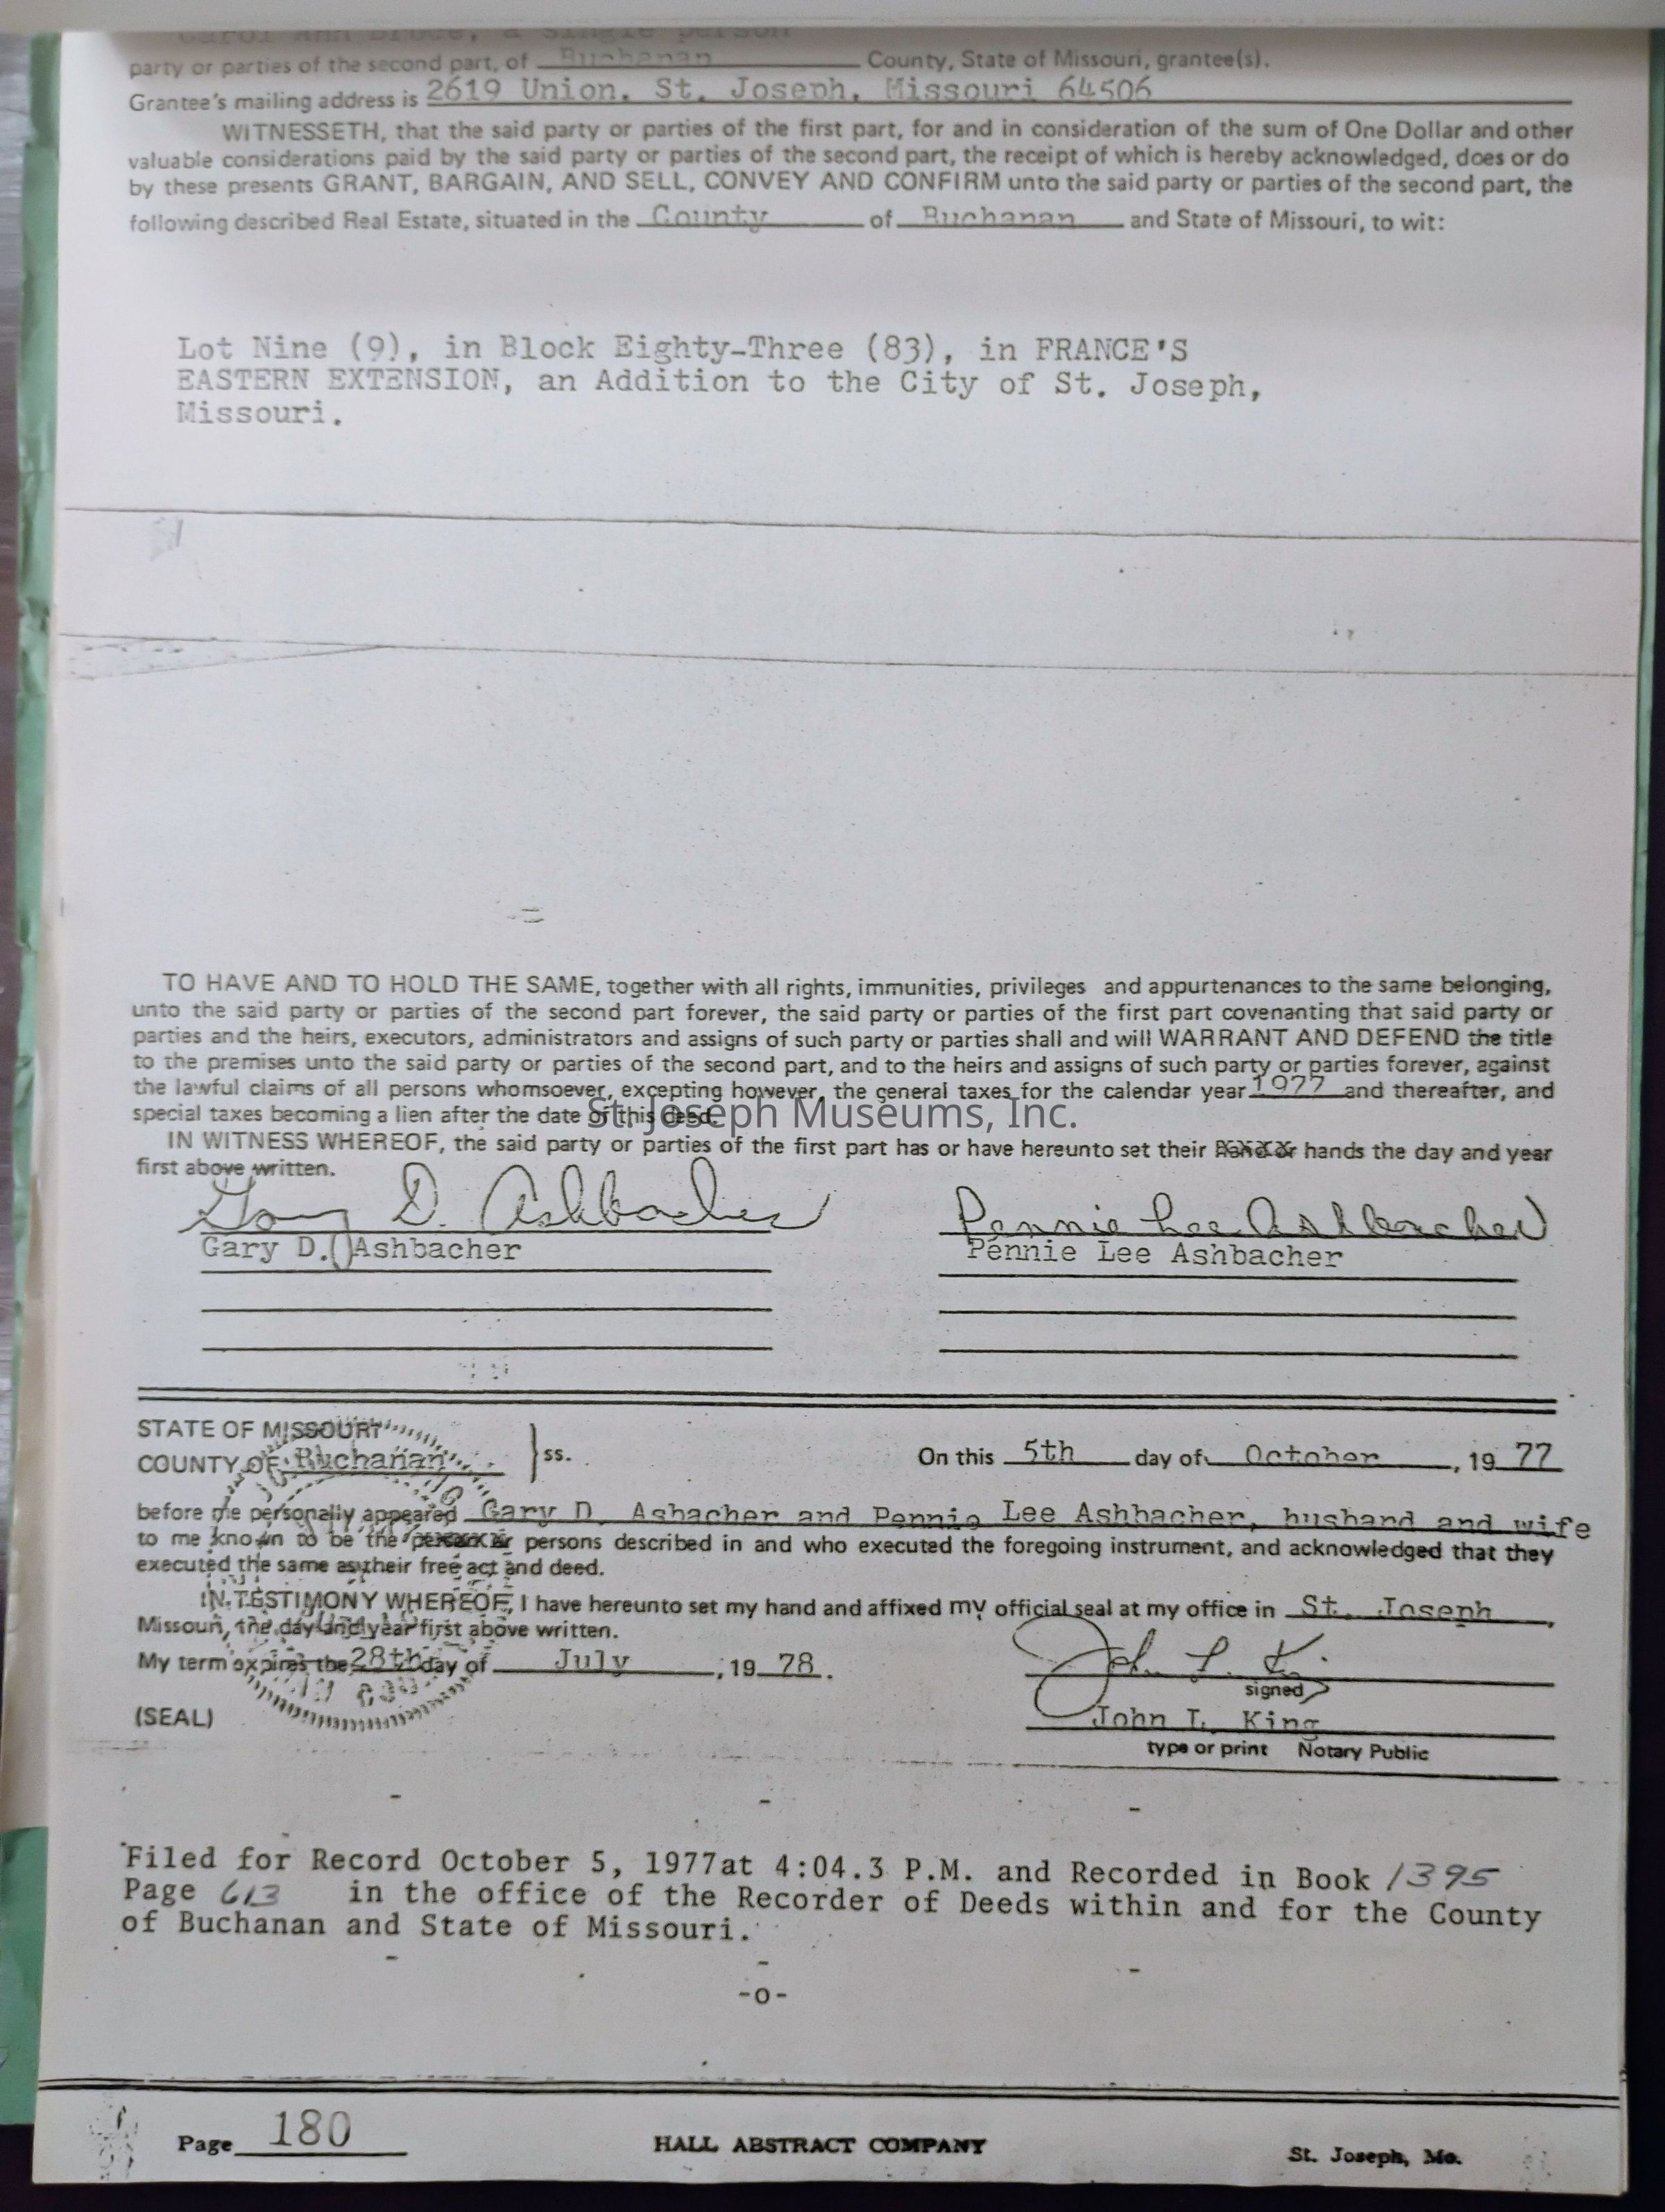 Carol Ann Bruce, a single person
party or parties of the second part, of Buchanan County, State of Missouri, grantee(s).
Grantee's mailing address is 2619 Union, St. Joseph, Missouri 64506
WITNESSETH, that the said party or parties of the first part, for and in consideration of the sum of One Dollar and other
valuable considerations paid by the said party or parties of the second part, the receipt of which is hereby acknowledged, does or do
by these presents GRANT, BARGAIN, AND SELL, CONVEY AND CONFIRM unto the said party or parties of the second part, the
following described Real Estate, situated in the County of Buchanan and State of Missouri, to wit:
Lot Nine (9), in Block Eighty-Three (83), in FRANCE'S
EASTERN EXTENSION, an Addition to the City of St. Joseph,
Missouri.
TO HAVE AND TO HOLD THE SAME, together with all rights, immunities, privileges and appurtenances to the same belonging,
unto the said party or parties of the second part forever, the said party or parties of the first part covenanting that said party or
parties and the heirs, executors, administrators and assigns of such party or parties shall and will WARRANT AND DEFEND the title
to the premises unto the said party or parties of the second part, and to the heirs and assigns of such party or parties forever, against
the lawful claims of all persons whomsoever, excepting however, the general taxes for the calendar year 1977 and thereafter, and
special taxes becoming a lien after the date of this deed.
St. Joseph Museums, Inc.
IN WITNESS WHEREOF, the said party or parties of the first part has or have hereunto set their hand or hands the day and year
first above written.
Gary D. Ashbacher Pennie Lee Ashbacher
Gary D. Ashbacher Pennie Lee Ashbacher
STATE OF MISSOURI
COUNTY OF Buchanan ss. On this 5th day of October, 19 77
before me personally appeared Gary D. Asbacher and Pennie Lee Ashbacher, husband and wife
to me known to be the person or persons described in and who executed the foregoing instrument, and acknowledged that they
executed the same as their free act and deed.
IN TESTIMONY WHEREOF, I have hereunto set my hand and affixed my official seal at my office in St. Joseph,
Missouri, the day and year first above written.
My term expires the 28th day of July, 19 78.
John L. King
signed
(SEAL)
John L. King
type or print Notary Public
Filed for Record October 5, 1977at 4:04.3 P.M. and Recorded in Book 1395
Page 613 in the office of the Recorder of Deeds within and for the County
of Buchanan and State of Missouri.
-o-
Page 180 HALL ABSTRACT COMPANY St. Joseph, Mo.